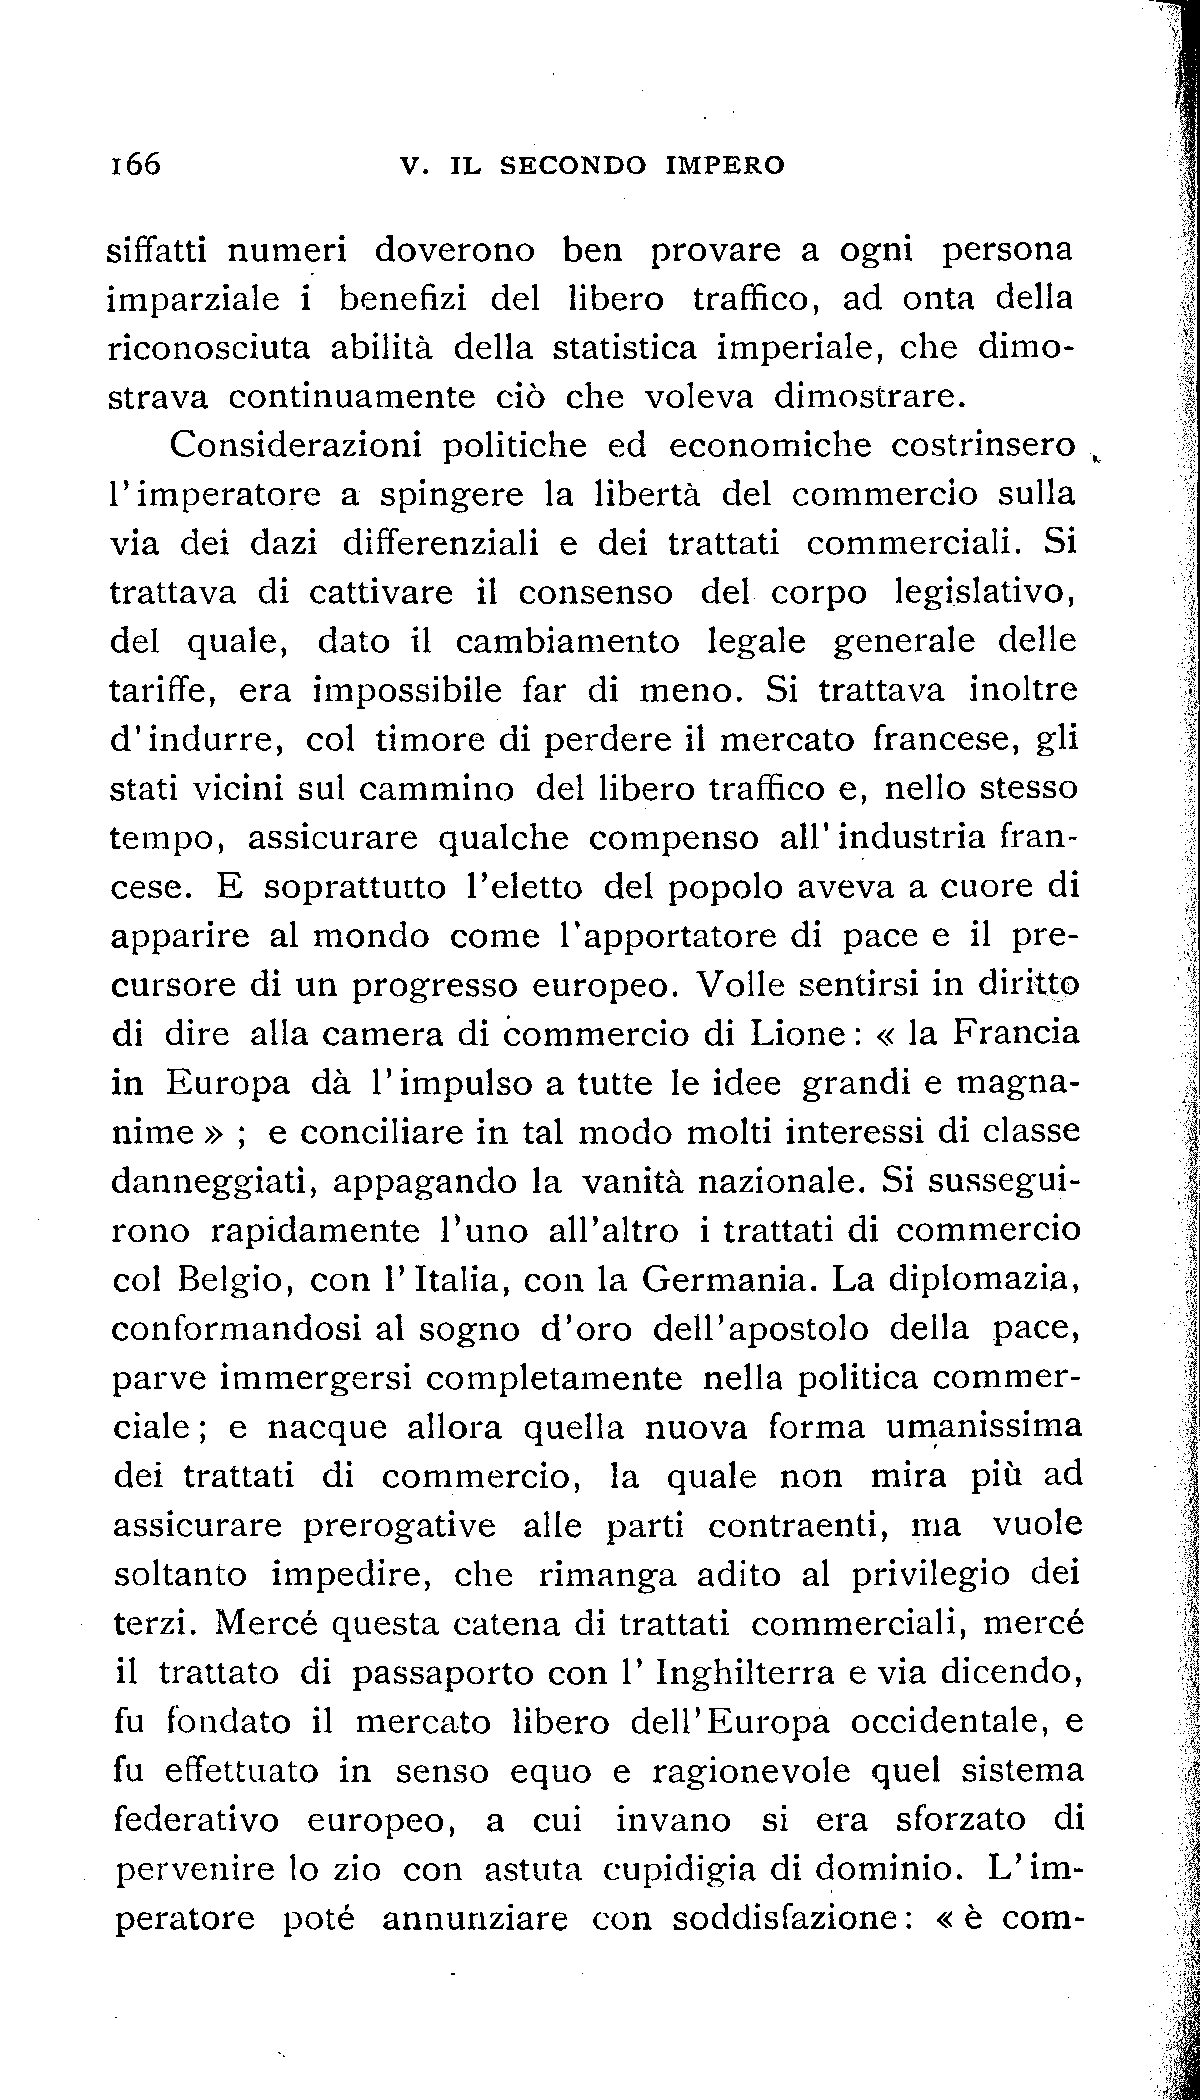 166 V. IL SECONDO IMPERO
siffatti numeri doverono ben provare a ogni persona
imparziale i benefizi del libero traffico, ad onta della
riconosciuta abilità della statistica imperiale, che dimo-
strava continuamente ciò che voleva dimostrare.
Considerazioni politiche ed economiche costrinsero
l'imperatore a spingere la libertà del commercio sulla
via dei dazi differenziali e dei trattati commerciali. Si
trattava di cattivare il consenso del corpo legislativo,
del quale, dato il cambiamento legale generale delle
tariffe, era impossibile far di meno. Si trattava inoltre
d'indurre, col timore di perdere il mercato francese, gli
stati vicini sul cammino del libero traffico e, nello stesso
tempo, assicurare qualche compenso all'industria fran-
cese. E soprattutto l'eletto del popolo aveva a cuore di
apparire al mondo come l'apportatore di pace e il pre-
cursore di un progresso europeo. Volle sentirsi in diritto
di dire alla camera di commercio di Lione: « la Francia
in Europa dà l'impulso a tutte le idee grandi e magna-
nime » ; e conciliare in tal modo molti interessi di classe
danneggiati, appagando la vanità nazionale. Si sussegui-
rono rapidamente l'uno all'altro i trattati di commercio
col Belgio, con l'Italia, con la Germania. La diplomazia,
conformandosi al sogno d'oro dell'apostolo della pace,
parve immergersi completamente nella politica commer-
ciale; e nacque allora quella nuova forma umanissima
dei trattati di commercio, la quale non mira più ad
assicurare prerogative alle parti contraenti, ma vuole
soltanto impedire, che rimanga adito al privilegio dei
terzi. Mercé questa catena di trattati commerciali, mercé
il trattato di passaporto con l'Inghilterra e via dicendo,
fu fondato il mercato libero dell'Europa occidentale, e
fu effettuato in senso equo e ragionevole quel sistema
federativo europeo, a cui invano si era sforzato di
pervenire lo zio con astuta cupidigia di dominio. L'im-
peratore poté annunziare con soddisfazione: « è com-